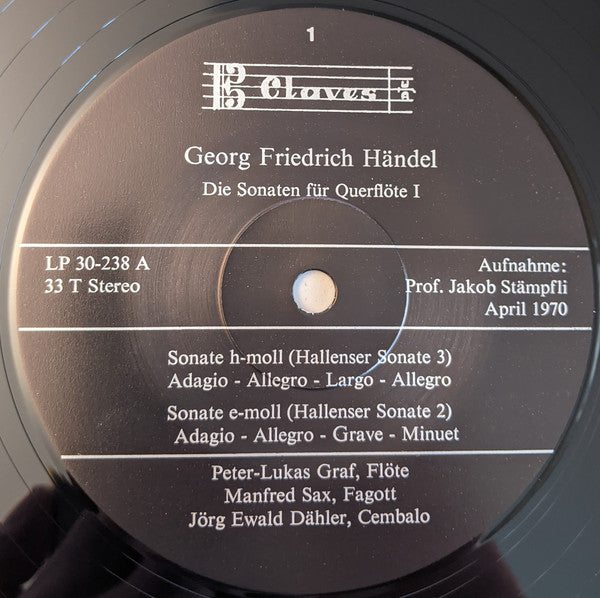 1
Claves
Georg Friedrich Händel
Die Sonaten für Querflöte I
LP 30-238 A
33 T Stereo
Aufnahme:
Prof. Jakob Stämpfli
April 1970
Sonate h-moll (Hallenser Sonate 3)
Adagio - Allegro - Largo - Allegro
Sonate e-moll (Hallenser Sonate 2)
Adagio - Allegro - Grave - Minuet
Peter-Lukas Graf, Flöte
Manfred Sax, Fagott
Jörg Ewald Dähler, Cembalo